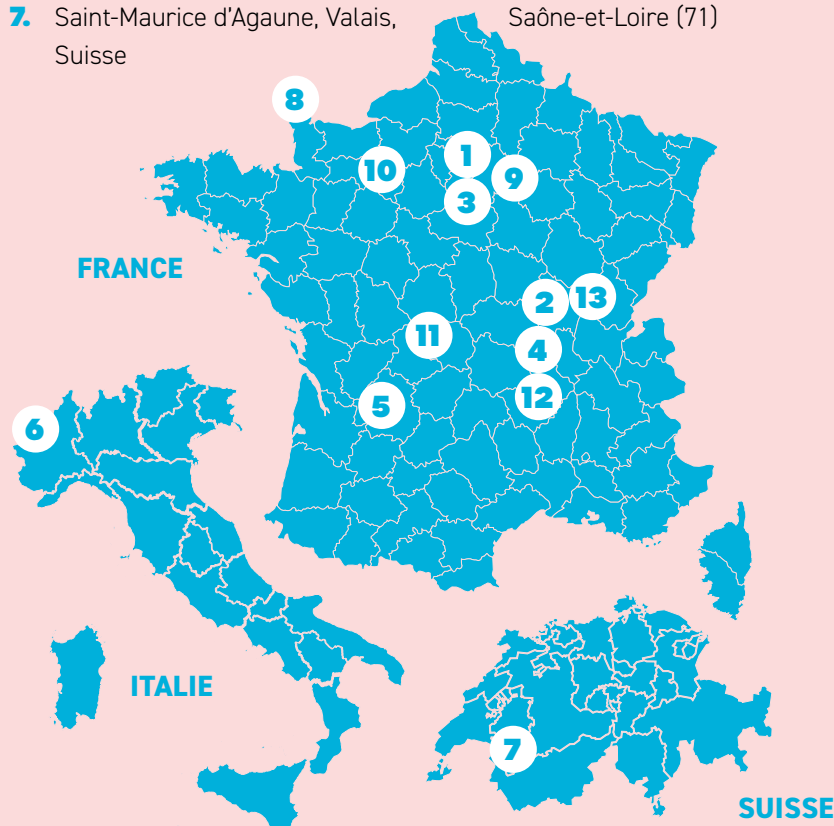 7. Saint-Maurice d'Agaune, Valais,
Suisse
Saône-et-Loire (71)
8
1
10
9
3
FRANCE
2
13
11
4
12
5
6
ITALIE
7
SUISSE